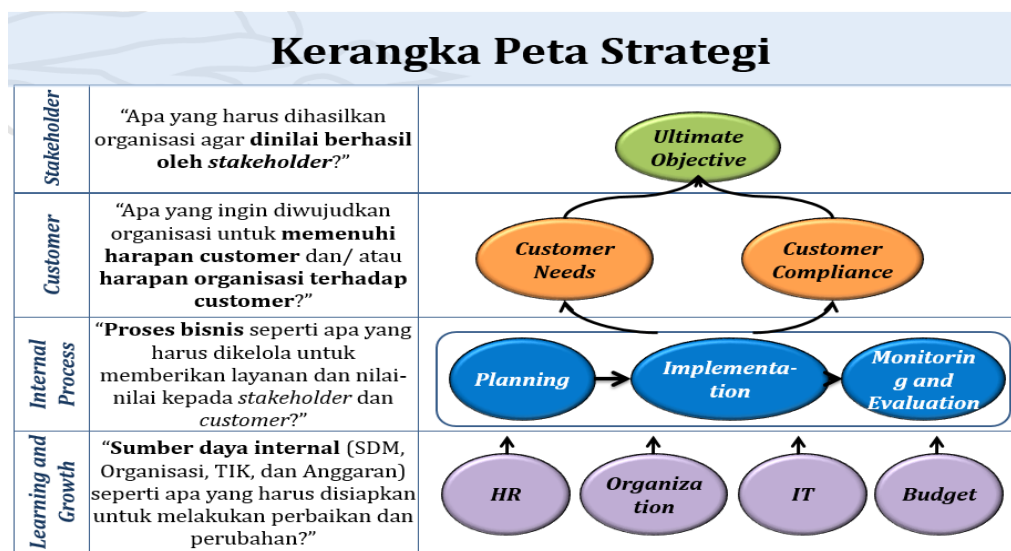 Kerangka Peta Strategi
Stakeholder
“Apa yang harus dihasilkan
organisasi agar dinilai berhasil
oleh stakeholder?”
Ultimate
Objective
Customer
“Apa yang ingin diwujudkan
organisasi untuk memenuhi
harapan customer dan/ atau
harapan organisasi terhadap
customer?”
Customer
Needs
Customer
Compliance
Internal
Process
“Proses bisnis seperti apa yang
harus dikelola untuk
memberikan layanan dan nilai-
nilai kepada stakeholder dan
customer?”
Planning
Implementa-
tion
Monitorin
g and
Evaluation
Learning and
Growth
“Sumber daya internal (SDM,
Organisasi, TIK, dan Anggaran)
seperti apa yang harus disiapkan
untuk melakukan perbaikan dan
perubahan?”
HR
Organiza
tion
IT
Budget